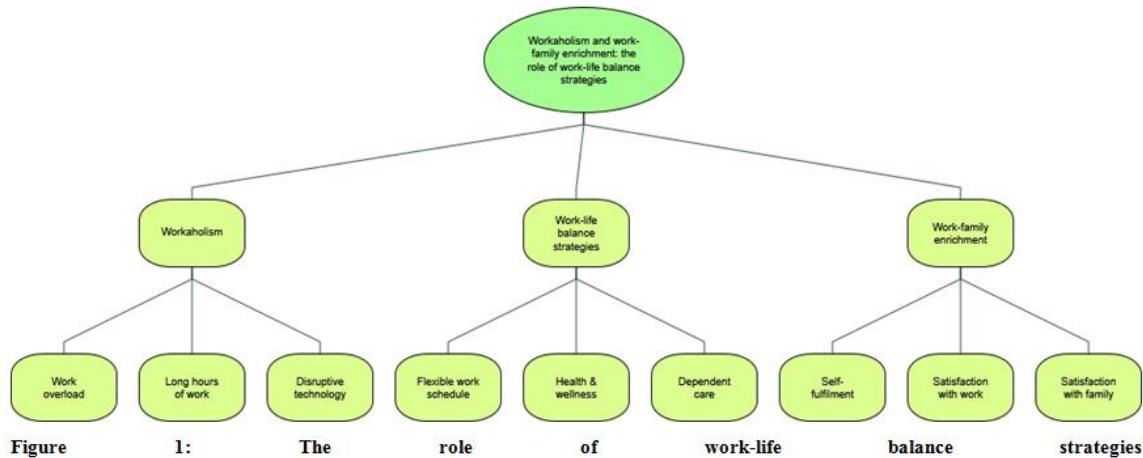 Workaholism and work-
family enrichment: the
role of work-life balance
strategies
Workaholism
Work-life
balance
strategies
Work-family
enrichment
Work
overload
Long hours
of work
Disruptive
technology
Flexible work
schedule
Health &
wellness
Dependent
care
Self-
fulfilment
Satisfaction
with work
Satisfaction
with family
Figure 1: The role of work-life balance strategies